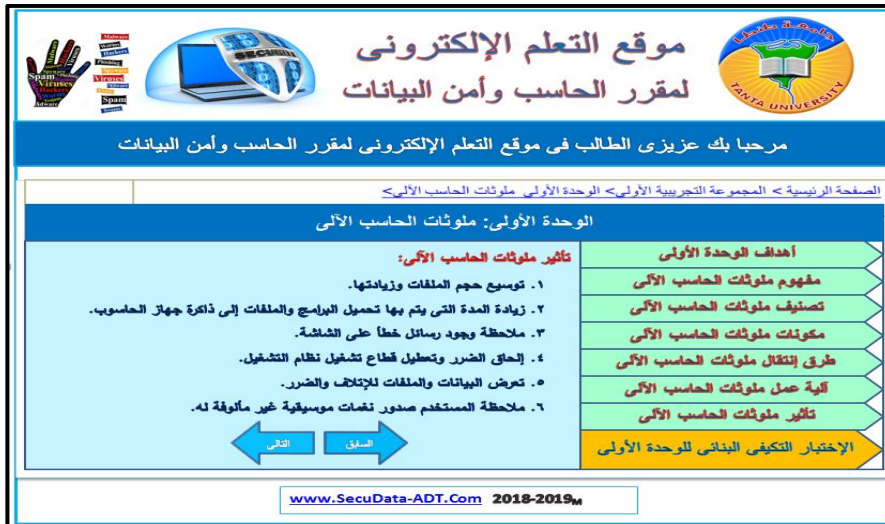 موقع التعلم الإلكترونى
لمقرر الحاسب وأمن البيانات
جامعة طنطا
TANTA UNIVERSITY
SECURITY
Malware
Worms
Hackers
Phishing
Spam
Viruses
Hackers
Adware
Viruses
Spam
مرحبا بك عزيزى الطالب فى موقع التعلم الإلكترونى لمقرر الحاسب وأمن البيانات
الصفحة الرئيسية > المجموعة التجريبية الأولى> الوحدة الأولى ملوثات الحاسب الآلى>
الوحدة الأولى: ملوثات الحاسب الآلى
أهداف الوحدة الأولى
مفهوم ملوثات الحاسب الآلى
تصنيف ملوثات الحاسب الآلى
مكونات ملوثات الحاسب الآلى
طرق إنتقال ملوثات الحاسب الآلى
آلية عمل ملوثات الحاسب الآلى
تأثير ملوثات الحاسب الآلى
الإختبار التكيفى البنائى للوحدة الأولى
تأثير ملوثات الحاسب الآلى:
١. توسيع حجم الملفات وزيادتها.
٢. زيادة المدة التى يتم بها تحميل البرامج والملفات إلى ذاكرة جهاز الحاسوب.
٣. ملاحظة وجود رسائل خطأ على الشاشة.
٤. إلحاق الضرر وتعطيل قطاع تشغيل نظام التشغيل.
٥. تعرض البيانات والملفات للإتلاف والضرر.
٦. ملاحظة المستخدم صدور نغمات موسيقية غير مألوفة له.
السابق
التالى
www.SecuData-ADT.Com 2018-2019M